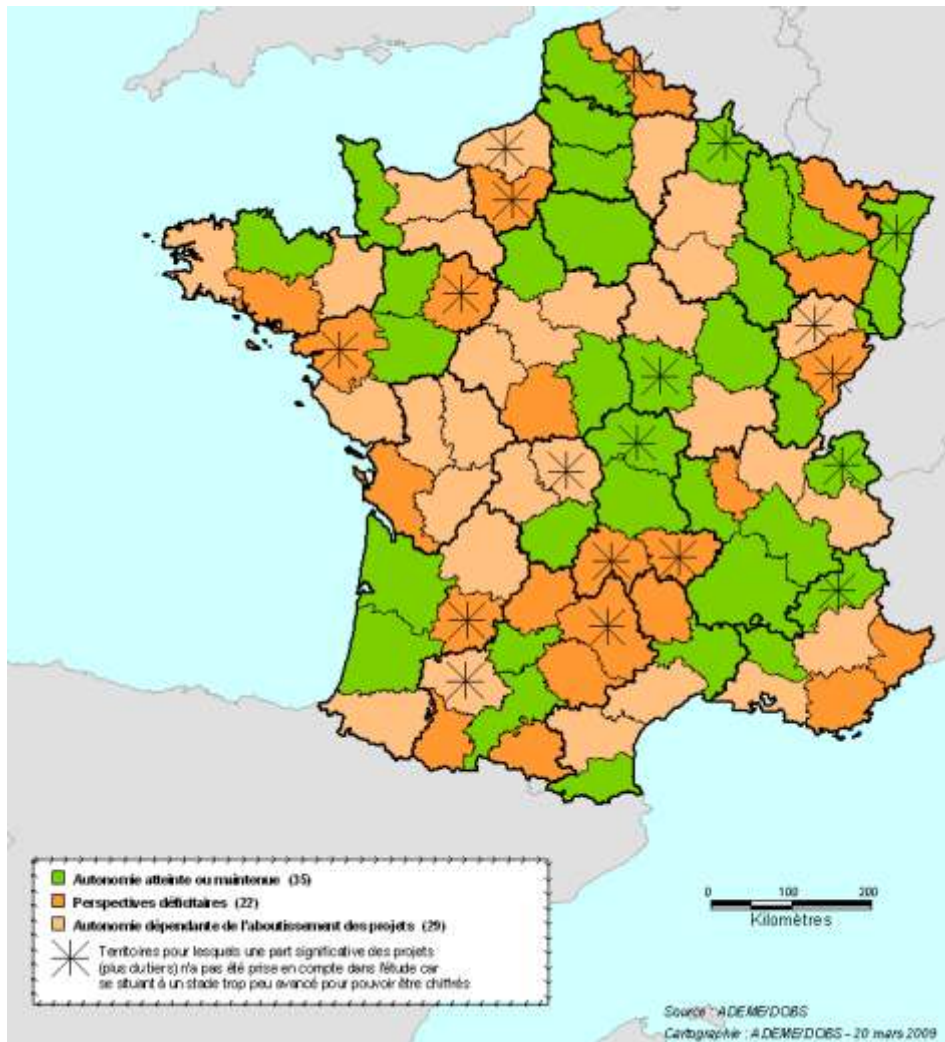 Autonomie atteinte ou maintenue (35)
Perspectives déficitaires (22)
Autonomie dépendante de l'aboutissement des projets (29)
Territoires pour lesquels une part significative des projets
(plus du tiers) n'a pas été prise en compte dans l'étude car
se situant à un stade trop peu avancé pour pouvoir être chiffrés
0 100 200
Kilomètres
Source : ADEME/DOBS
Cartographie : ADEME/DOBS - 20 mars 2009